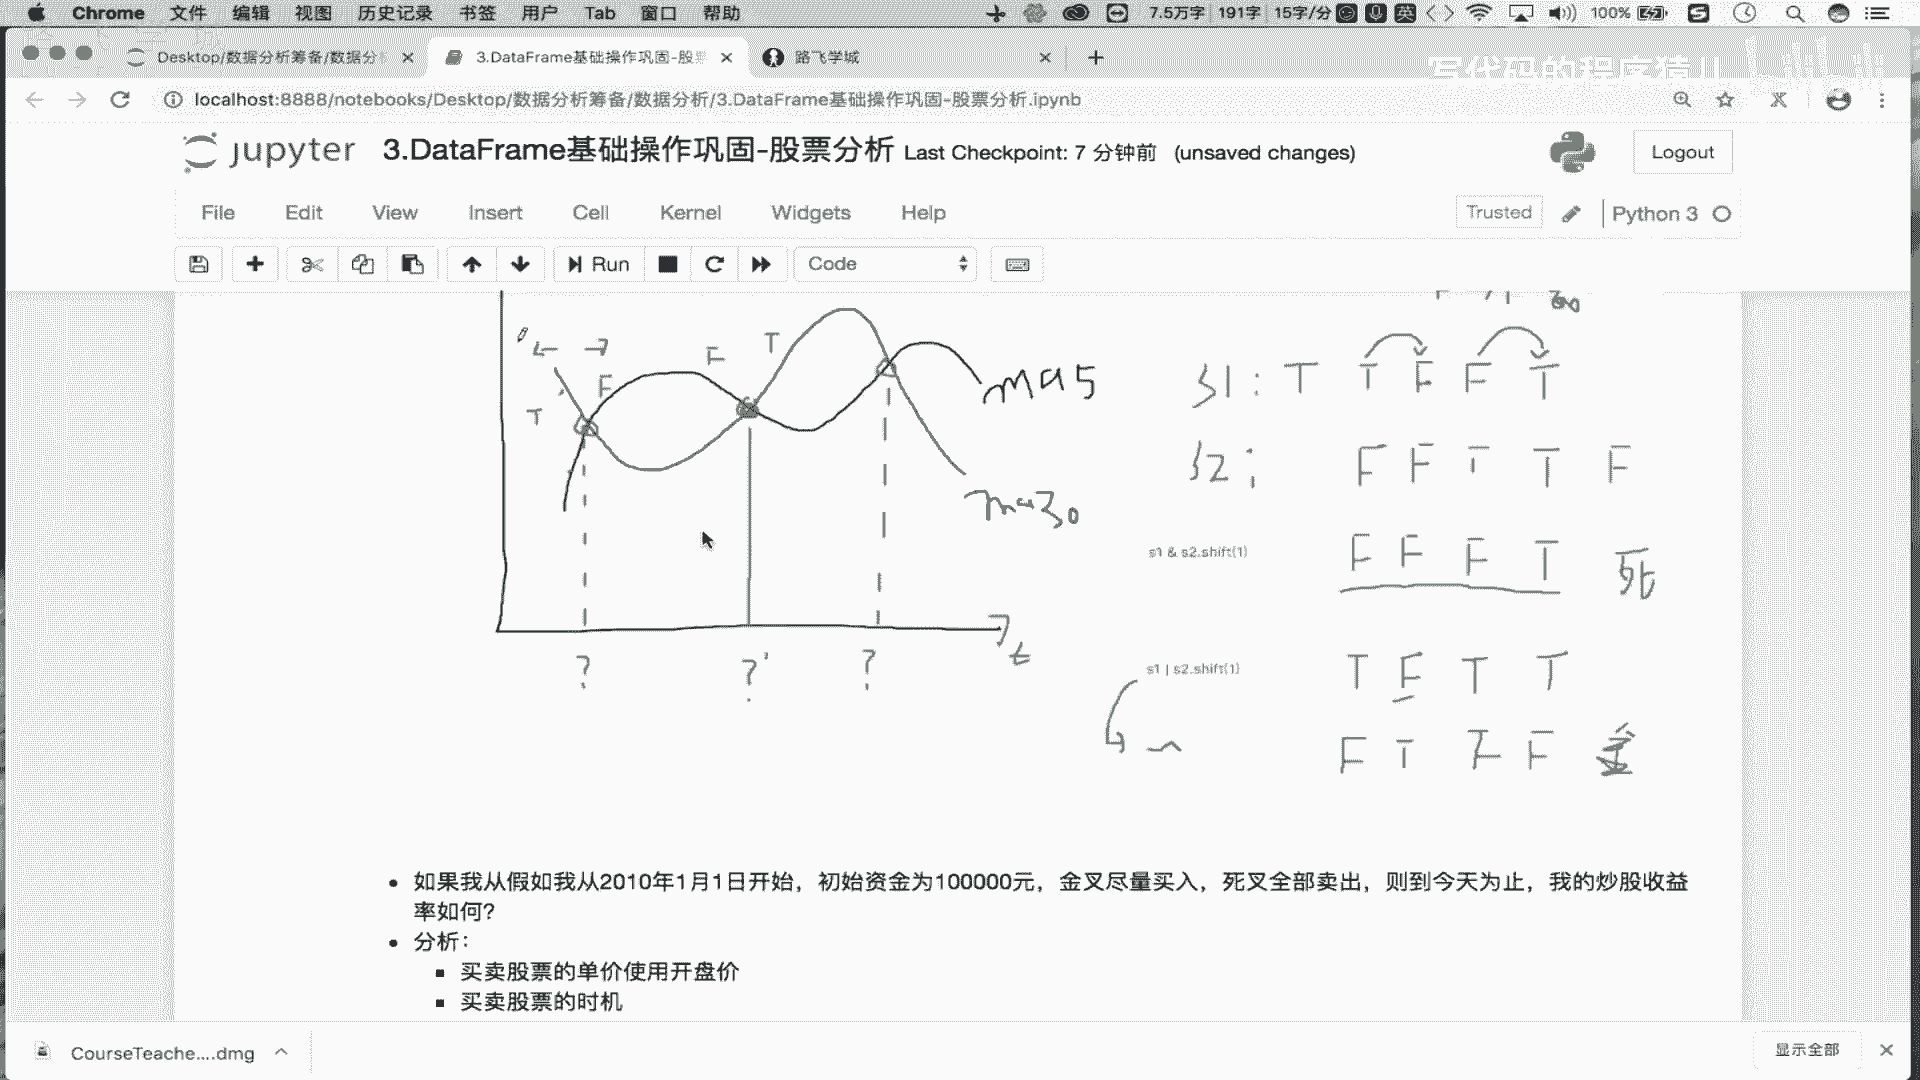 Chrome 文件 编辑 视图 历史记录 书签 用户 Tab 窗口 帮助 7.5万字 191字 15字/分 英 100%
Desktop/数据分析筹备/数据分 3.DataFrame基础操作巩固-股票 路飞学城
写代码的程序猿儿
localhost:8888/notebooks/Desktop/数据分析筹备/数据分析/3.DataFrame基础操作巩固-股票分析.ipynb
jupyter 3.DataFrame基础操作巩固-股票分析 Last Checkpoint: 7 分钟前 (unsaved changes) Logout
File Edit View Insert Cell Kernel Widgets Help Trusted Python 3
Run Code
T F F T ma5
ma30
? ? ? t
S1: T T F F T
S2: F F T T F
s1 & s2.shift(1) F F F T 死
s1 | s2.shift(1) T F T T
~ F T F F 金
如果我从假如我从2010年1月1日开始，初始资金为100000元，金叉尽量买入，死叉全部卖出，则到今天为止，我的炒股收益
率如何?
分析：
买卖股票的单价使用开盘价
买卖股票的时机
CourseTeache....dmg 显示全部